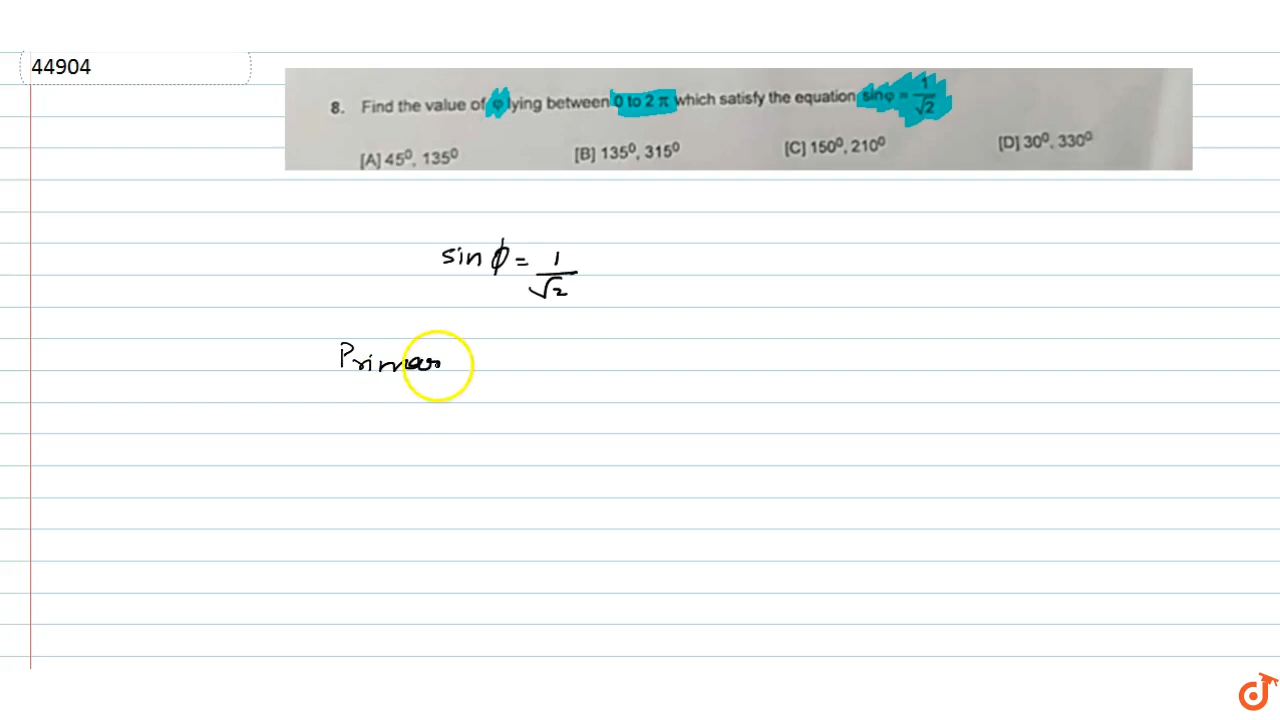 44904
8. Find the value of φ lying between 0 to 2 π which satisfy the equation sinφ = 1/√2
[A] 45⁰, 135⁰ [B] 135⁰, 315⁰ [C] 150⁰, 210⁰ [D] 30⁰, 330⁰
sin ϕ = 1/√2
Primar